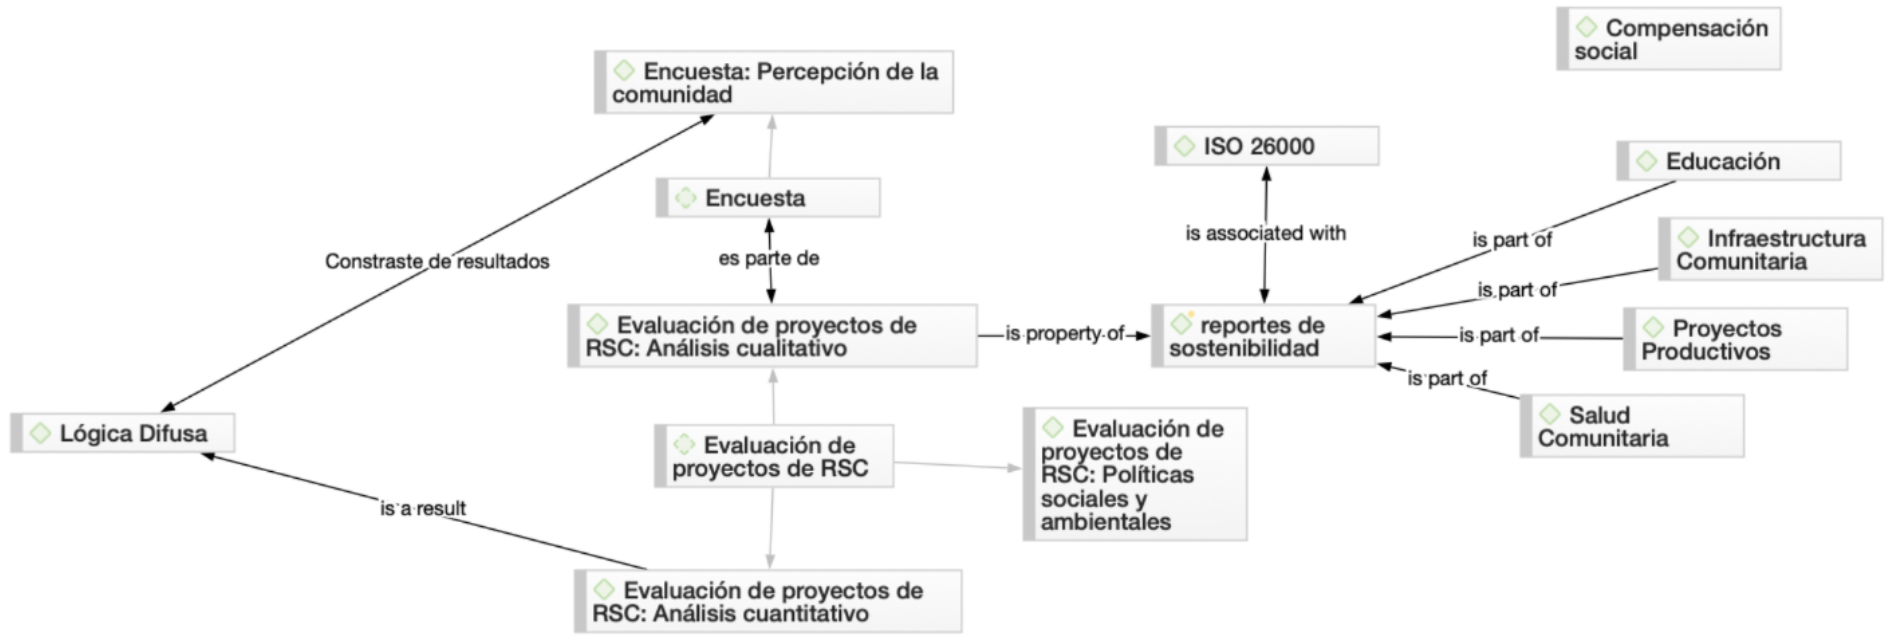 Compensación
social
Encuesta: Percepción de la
comunidad
ISO 26000
Educación
Encuesta
is associated with
is part of
Infraestructura
Comunitaria
Constraste de resultados
es parte de
is part of
Evaluación de proyectos de
RSC: Análisis cualitativo
is property of
reportes de
sostenibilidad
is part of
Proyectos
Productivos
is part of
Salud
Comunitaria
Lógica Difusa
Evaluación de
proyectos de RSC
Evaluación de
proyectos de
RSC: Políticas
sociales y
ambientales
is a result
Evaluación de proyectos de
RSC: Análisis cuantitativo